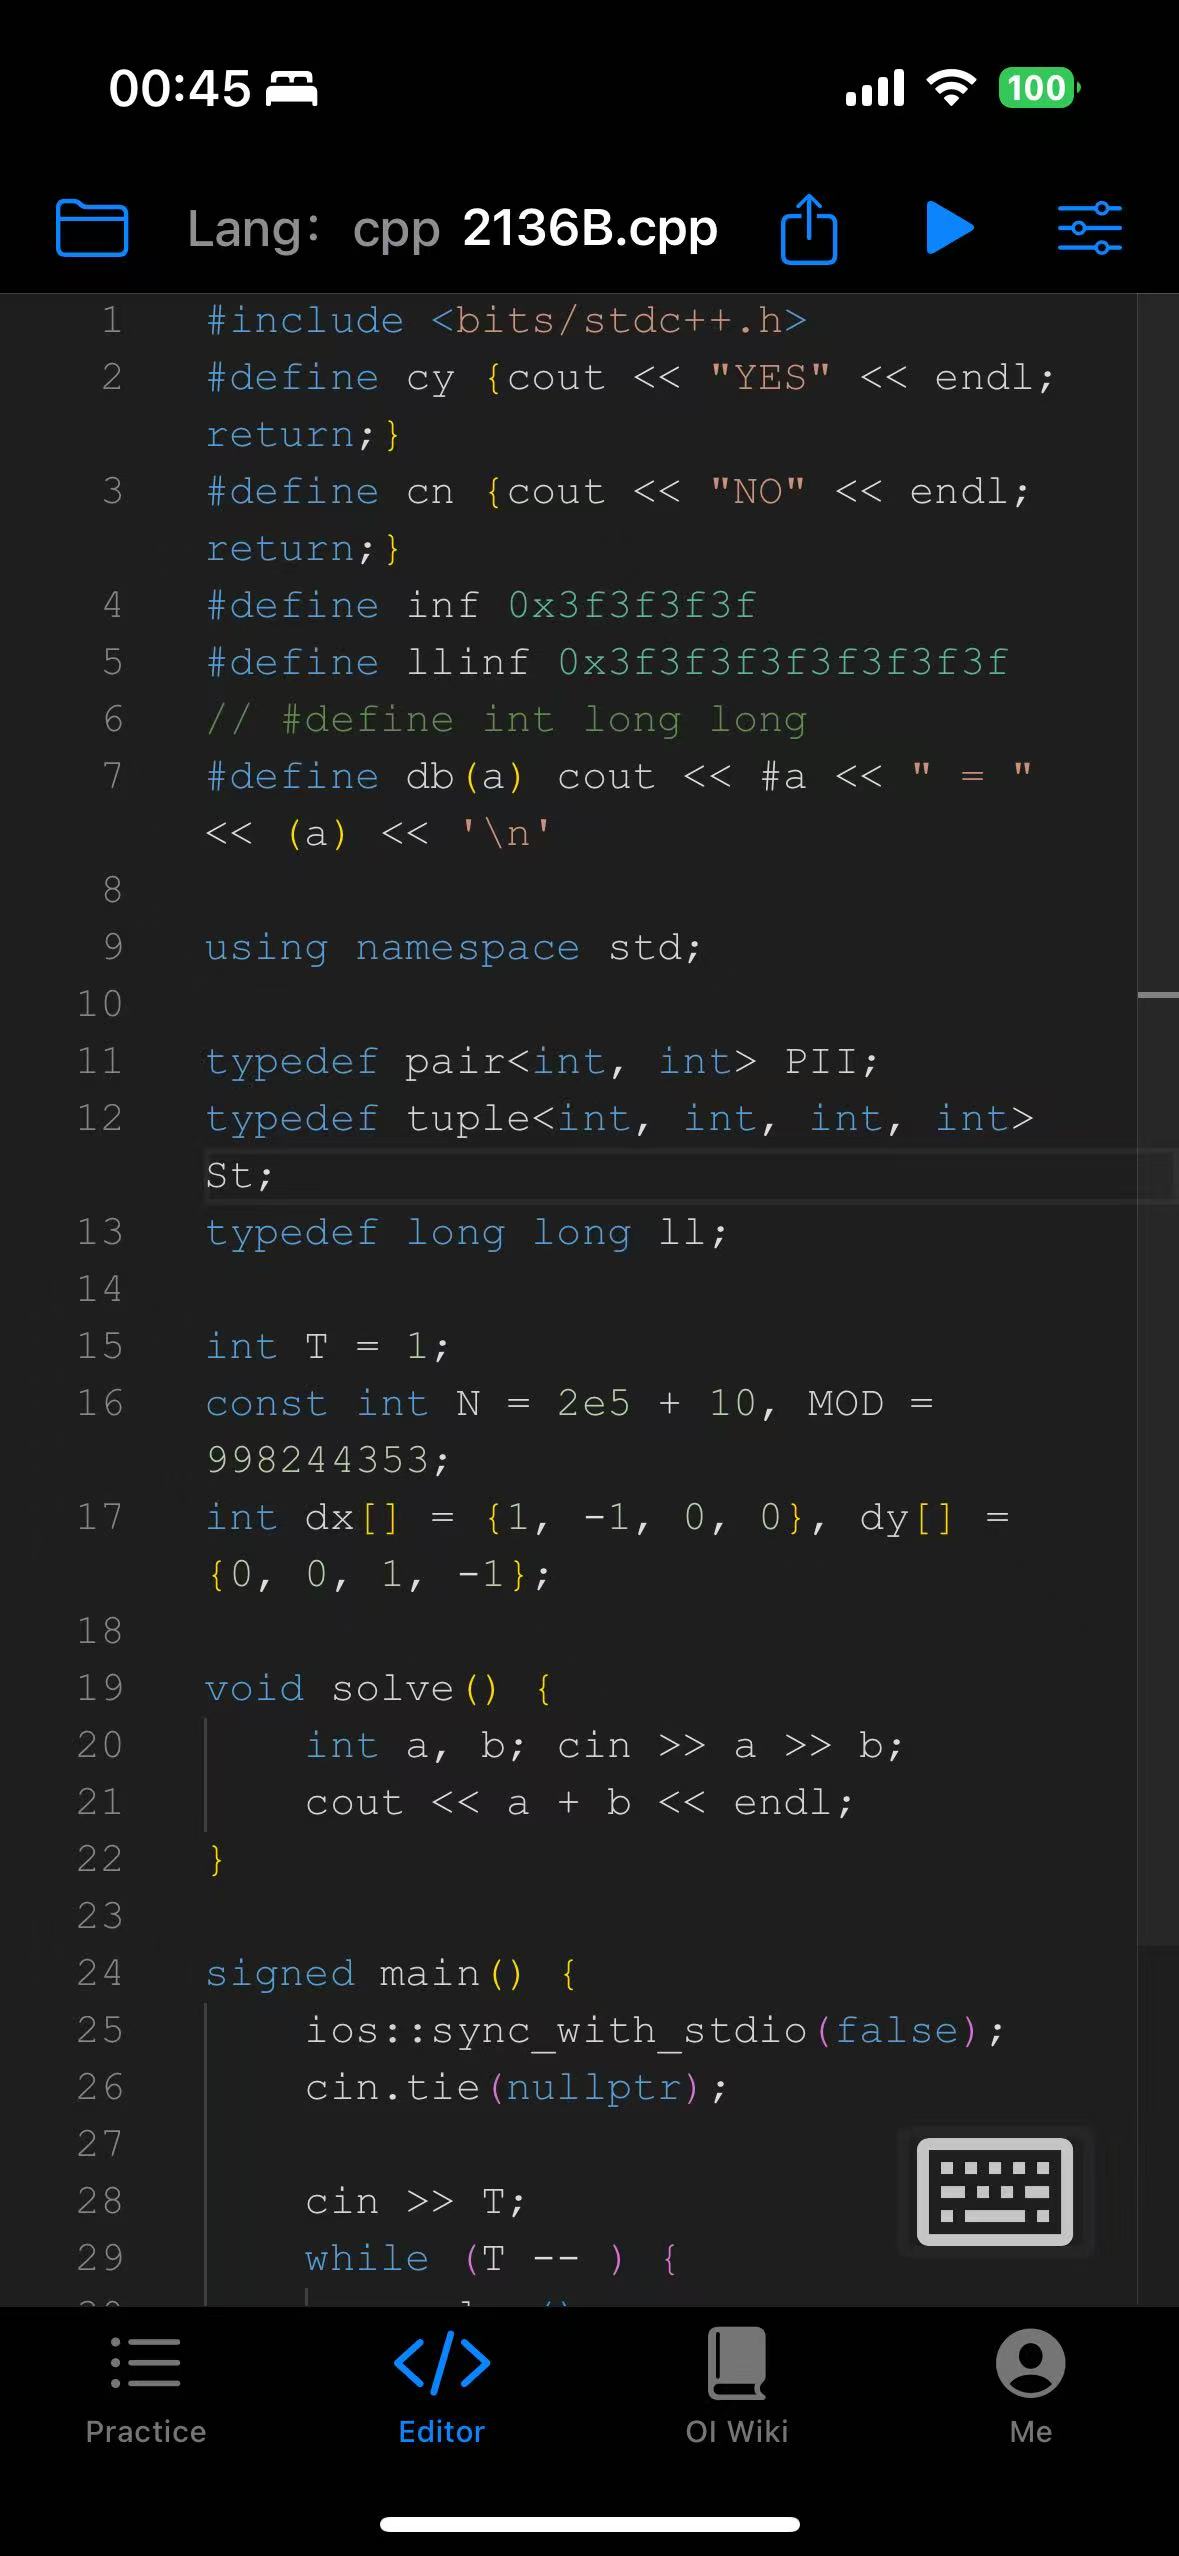 00:45
100
Lang: cpp 2136B.cpp
1 #include <bits/stdc++.h>
2 #define cy {cout << "YES" << endl;
return;}
3 #define cn {cout << "NO" << endl;
return;}
4 #define inf 0x3f3f3f3f
5 #define llinf 0x3f3f3f3f3f3f3f3f
6 // #define int long long
7 #define db(a) cout << #a << " = "
<< (a) << '\n'
8
9 using namespace std;
10
11 typedef pair<int, int> PII;
12 typedef tuple<int, int, int, int>
St;
13 typedef long long ll;
14
15 int T = 1;
16 const int N = 2e5 + 10, MOD =
998244353;
17 int dx[] = {1, -1, 0, 0}, dy[] =
{0, 0, 1, -1};
18
19 void solve() {
20 int a, b; cin >> a >> b;
21 cout << a + b << endl;
22 }
23
24 signed main() {
25 ios::sync_with_stdio(false);
26 cin.tie(nullptr);
27
28 cin >> T;
29 while (T -- ) {
Practice
Editor
OI Wiki
Me